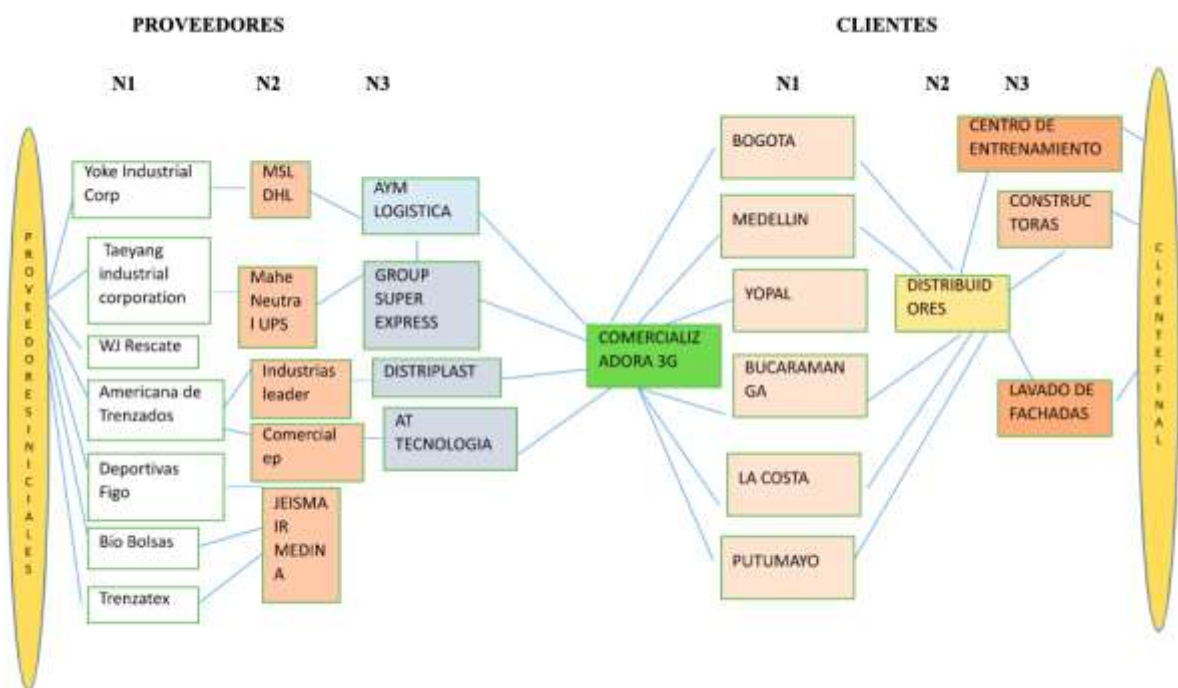 PROVEEDORES
CLIENTES
N1
N2
N3
N1
N2
N3
PROVEEDORESINICIALES
Yoke Industrial
Corp
Taeyang
industrial
corporation
WJ Rescate
Americana de
Trenzados
Deportivas
Figo
Bio Bolsas
Trenzatex
MSL
DHL
Mahe
Neutra
l UPS
Industrias
leader
Comercial
ep
JEISMA
IR
MEDIN
A
AYM
LOGISTICA
GROUP
SUPER
EXPRESS
DISTRIPLAST
AT
TECNOLOGIA
COMERCIALIZ
ADORA 3G
BOGOTA
MEDELLIN
YOPAL
BUCARAMAN
GA
LA COSTA
PUTUMAYO
DISTRIBUID
ORES
CENTRO DE
ENTRENAMIENTO
CONSTRUC
TORAS
LAVADO DE
FACHADAS
CLIENTEFINAL